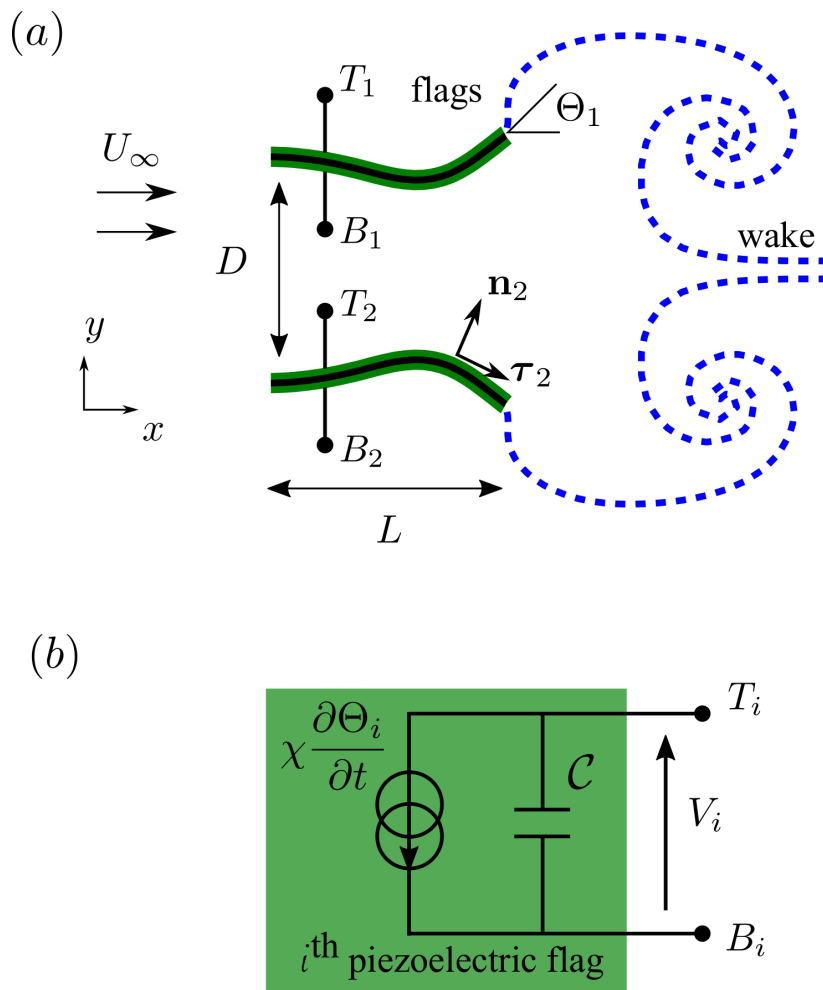 (a)
T₁
flags
Θ₁
U∞
B₁
D
wake
T₂
n₂
y
τ₂
x
B₂
L
(b)
Tᵢ
χ ∂Θᵢ/∂t
C
Vᵢ
Bᵢ
iᵗʰ piezoelectric flag